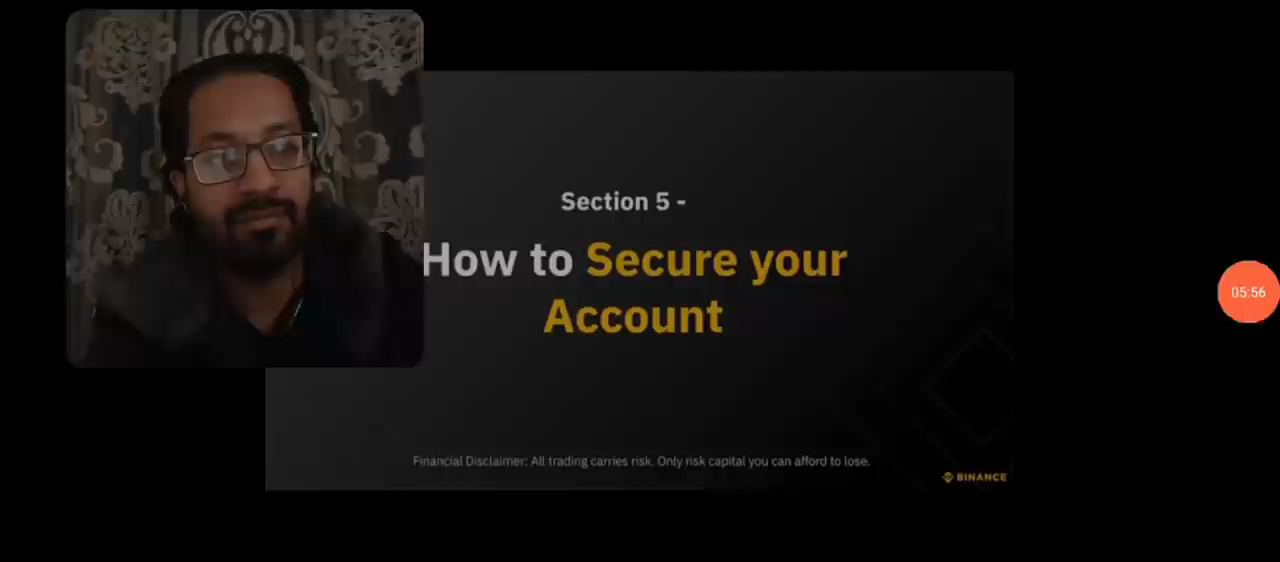 Section 5 -
How to Secure your
Account
05:56
Financial Disclaimer: All trading carries risk. Only risk capital you can afford to lose.
BINANCE